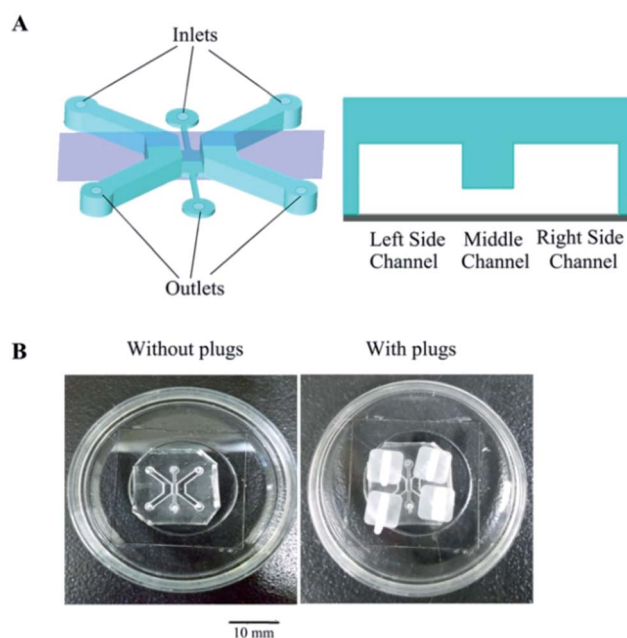 A
Inlets
Outlets
Left Side Channel
Middle Channel
Right Side Channel
B
Without plugs
With plugs
10 mm